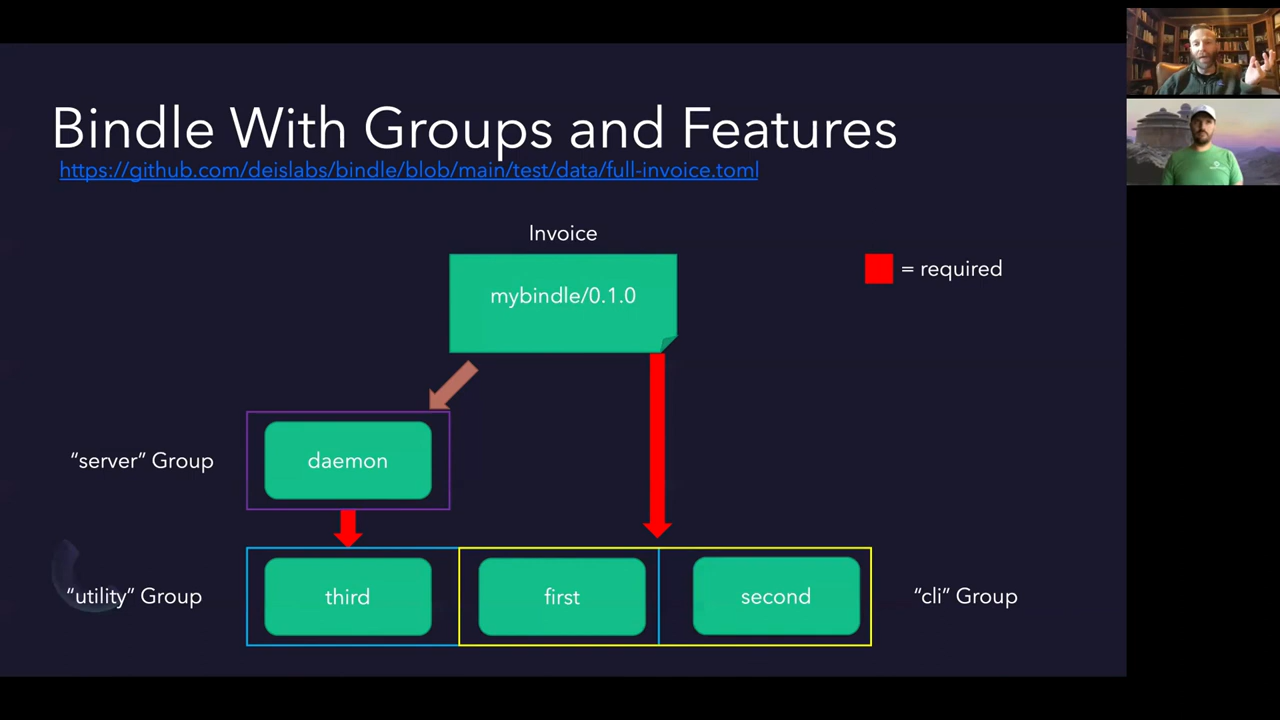 Bindle With Groups and Features
https://github.com/deislabs/bindle/blob/main/test/data/full-invoice.toml
Invoice
= required
mybindle/0.1.0
“server” Group
daemon
“utility” Group
third
first
second
“cli” Group